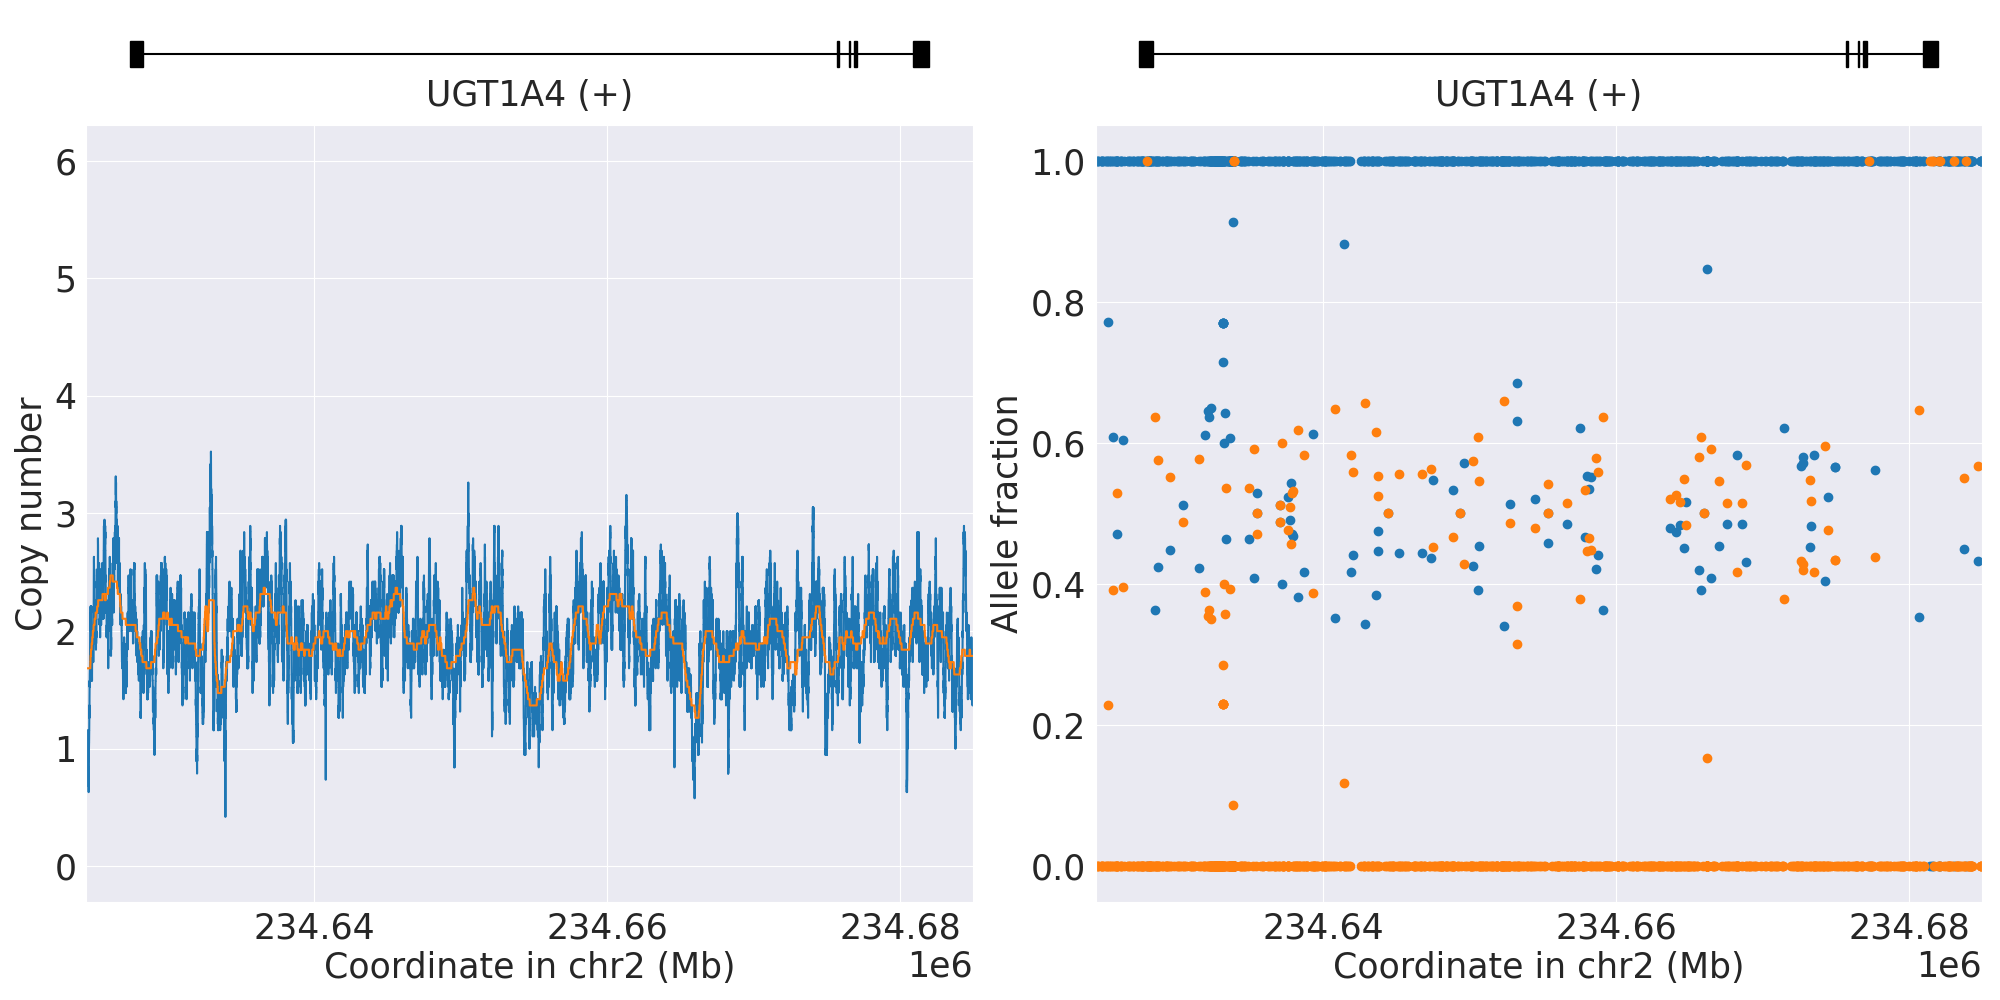 UGT1A4 (+)
Copy number
6
5
4
3
2
1
0
234.64
234.66
234.68
Coordinate in chr2 (Mb)
1e6
UGT1A4 (+)
Allele fraction
1.0
0.8
0.6
0.4
0.2
0.0
234.64
234.66
234.68
Coordinate in chr2 (Mb)
1e6